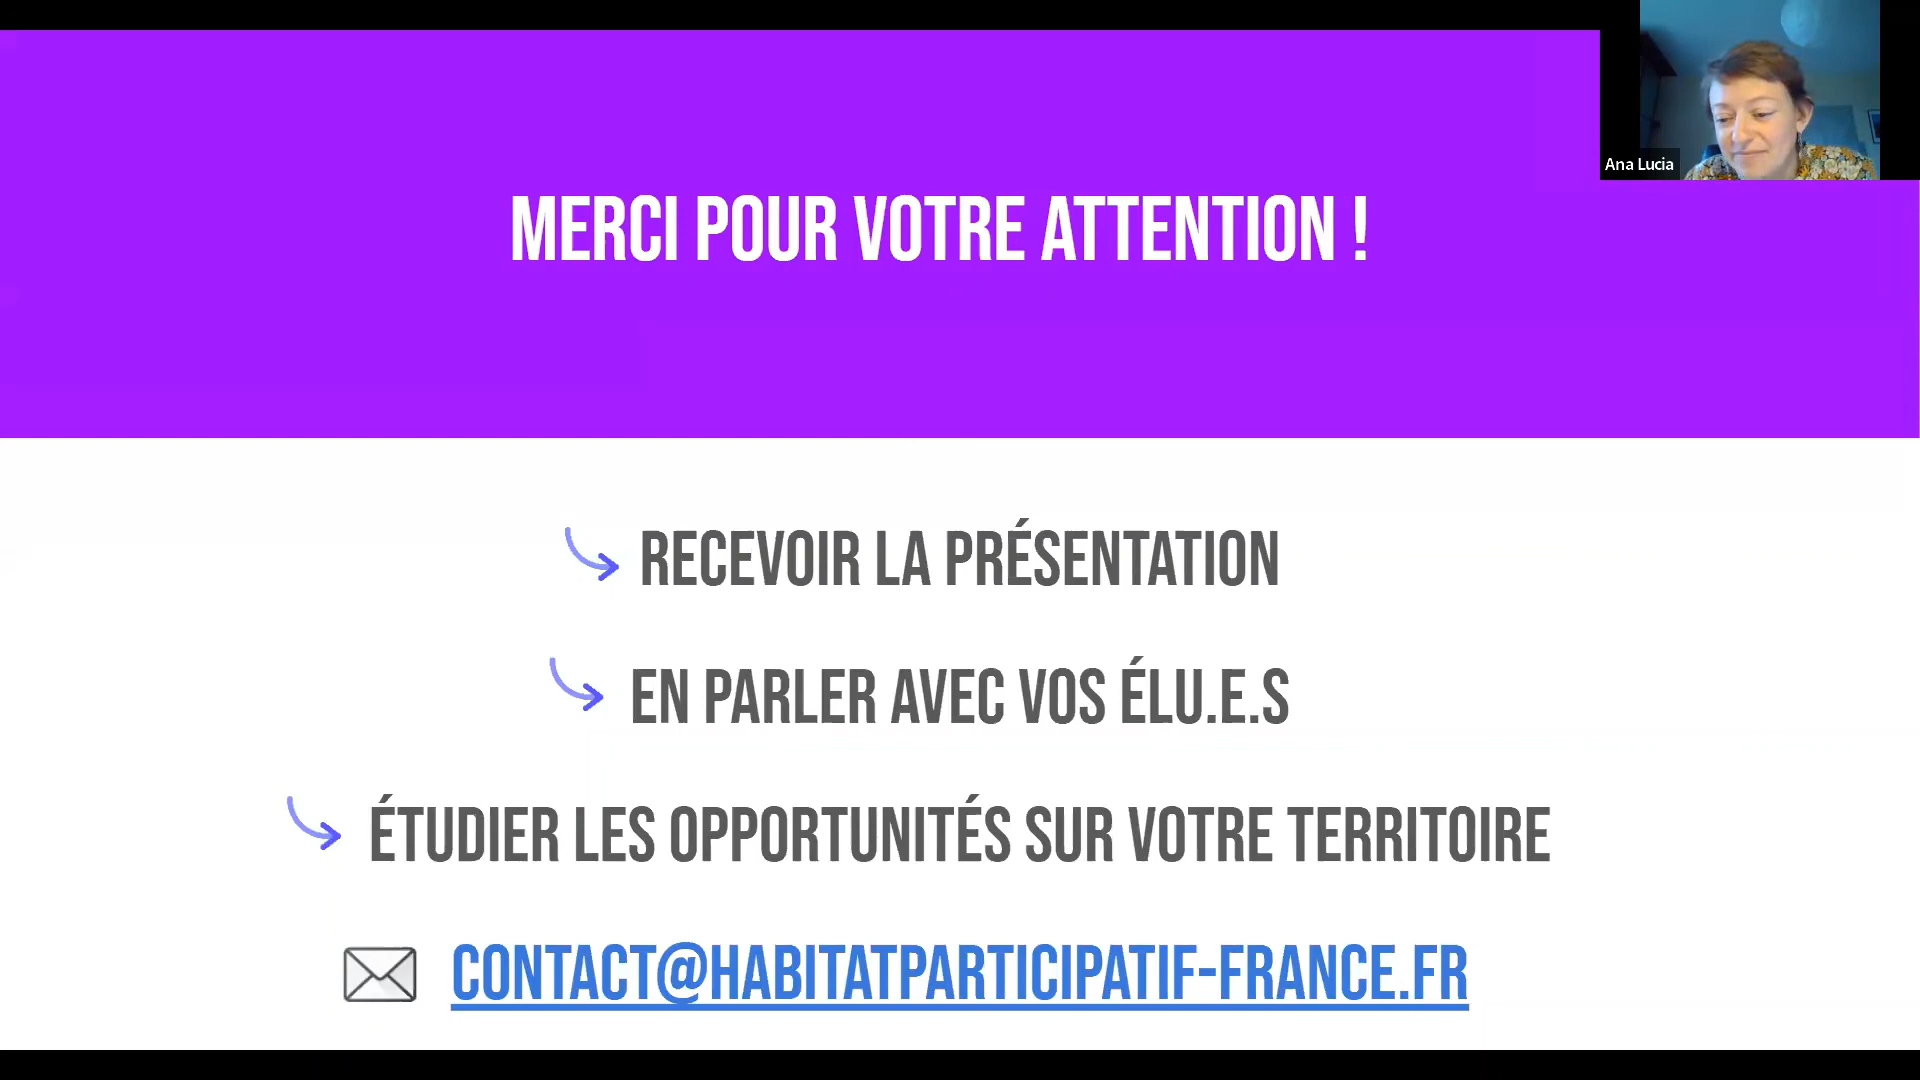 Ana Lucia
MERCI POUR VOTRE ATTENTION !
RECEVOIR LA PRÉSENTATION
EN PARLER AVEC VOS ÉLU.E.S
ÉTUDIER LES OPPORTUNITÉS SUR VOTRE TERRITOIRE
CONTACT@HABITATPARTICIPATIF-FRANCE.FR